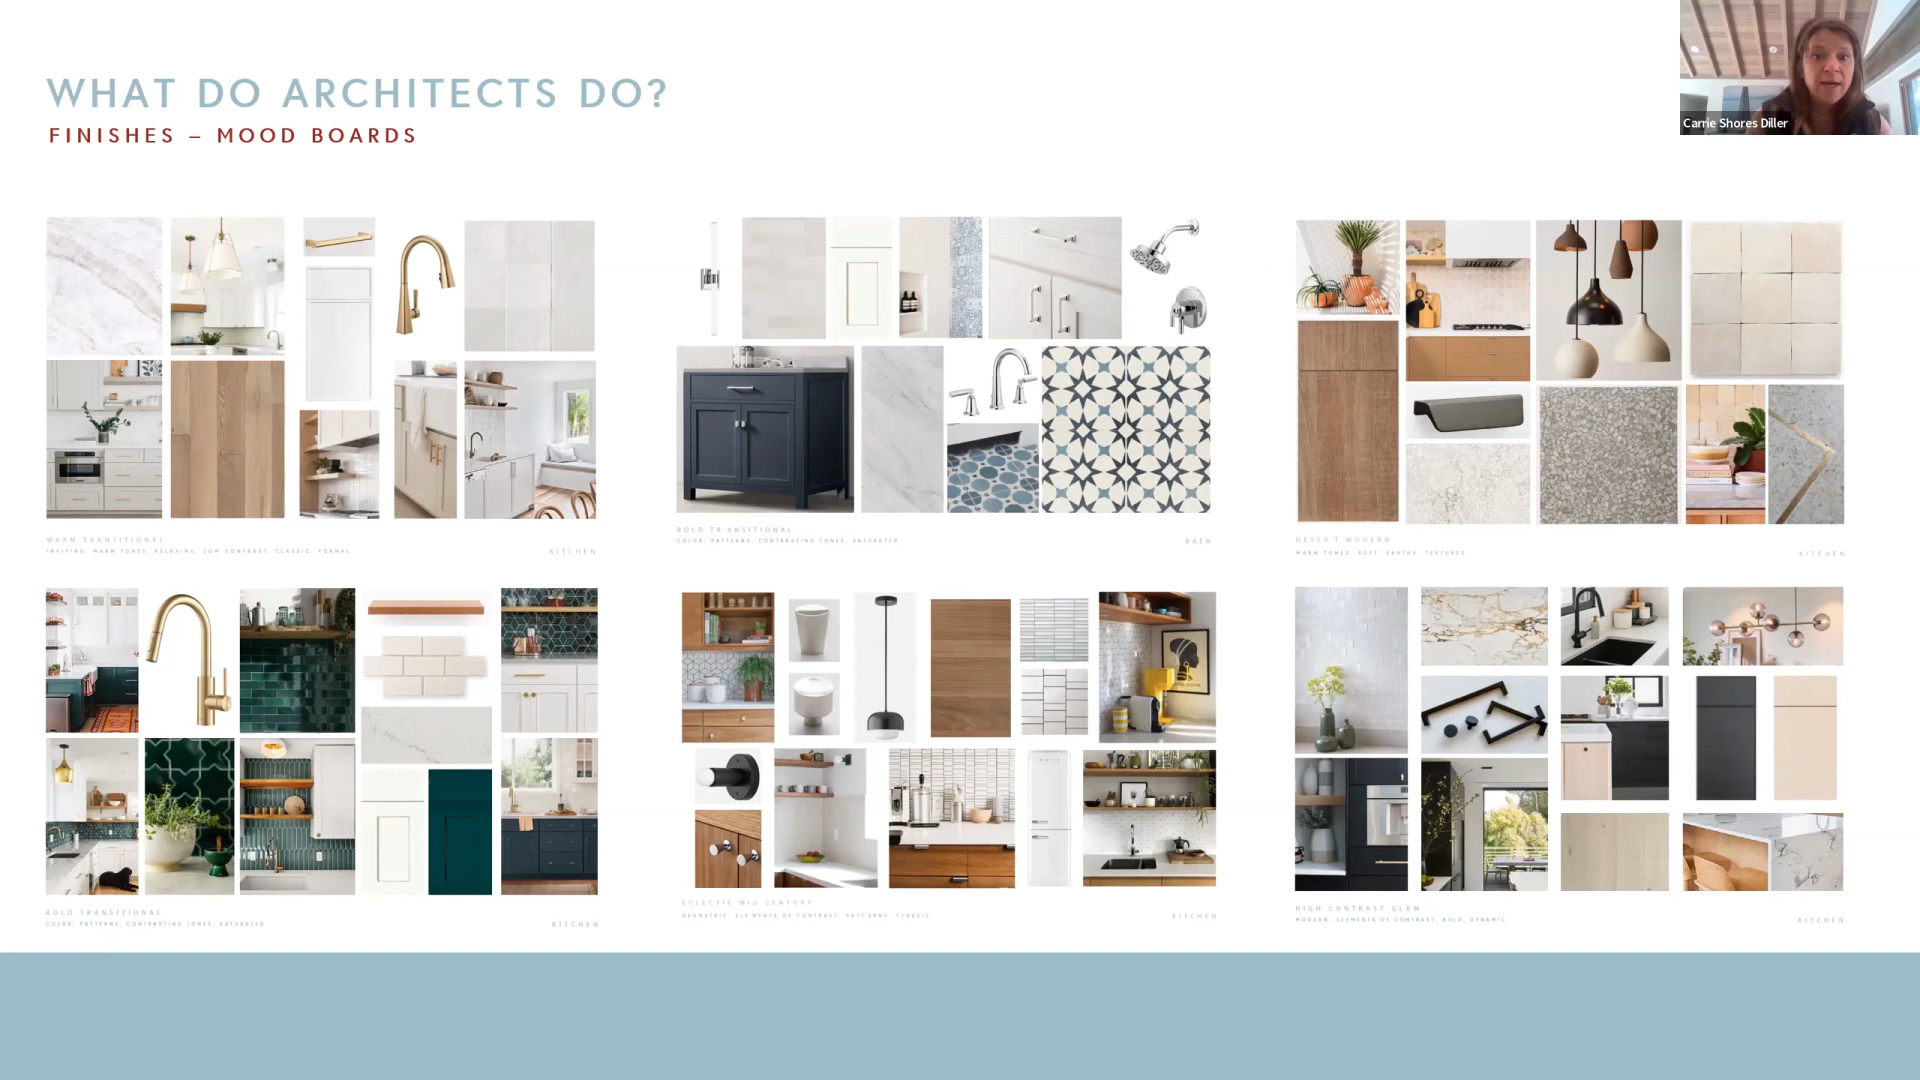 WHAT DO ARCHITECTS DO?
FINISHES – MOOD BOARDS
Carrie Shores Diller
WARM TRANSITIONAL
INVITING, WARM TONES, RELAXING, LOW CONTRAST, CLASSIC, FORMAL
KITCHEN
BOLD TRANSITIONAL
COLOR, PATTERNS, CONTRASTING TONES, SATURATED
BATH
DESERT MODERN
WARM TONES, SOFT, EARTHY, TEXTURED
KITCHEN
BOLD TRANSITIONAL
COLOR, PATTERNS, CONTRASTING TONES, SATURATED
KITCHEN
ECLECTIC MID CENTURY
GEOMETRIC, ELEMENTS OF CONTRAST, PATTERNS, CLASSIC
KITCHEN
HIGH CONTRAST GLAM
MODERN, ELEMENTS OF CONTRAST, BOLD, DYNAMIC
KITCHEN